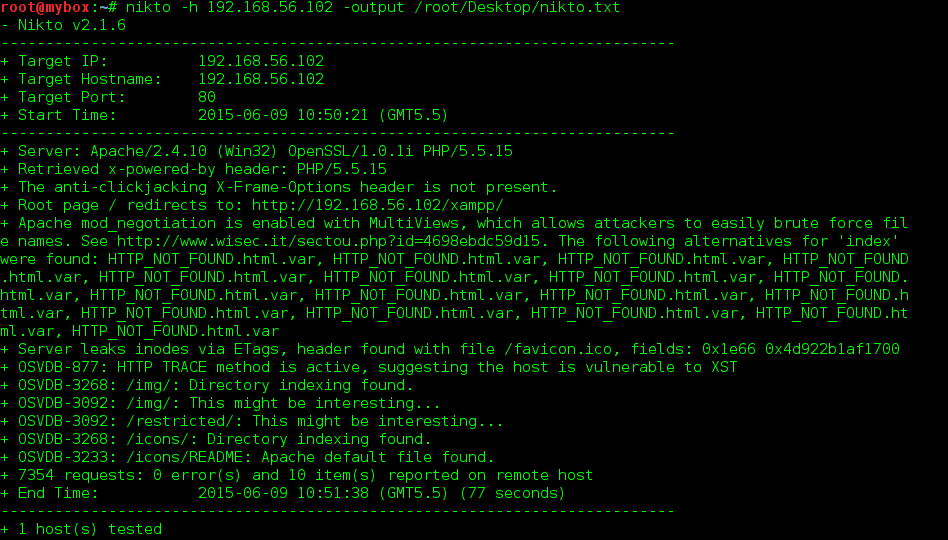 root@mybox:~# nikto -h 192.168.56.102 -output /root/Desktop/nikto.txt
- Nikto v2.1.6
---------------------------------------------------------------------------
+ Target IP:          192.168.56.102
+ Target Hostname:    192.168.56.102
+ Target Port:        80
+ Start Time:         2015-06-09 10:50:21 (GMT5.5)
---------------------------------------------------------------------------
+ Server: Apache/2.4.10 (Win32) OpenSSL/1.0.1i PHP/5.5.15
+ Retrieved x-powered-by header: PHP/5.5.15
+ The anti-clickjacking X-Frame-Options header is not present.
+ Root page / redirects to: http://192.168.56.102/xampp/
+ Apache mod_negotiation is enabled with MultiViews, which allows attackers to easily brute force fil
e names. See http://www.wisec.it/sectou.php?id=4698ebdc59d15. The following alternatives for 'index'
were found: HTTP_NOT_FOUND.html.var, HTTP_NOT_FOUND.html.var, HTTP_NOT_FOUND.html.var, HTTP_NOT_FOUND
.html.var, HTTP_NOT_FOUND.html.var, HTTP_NOT_FOUND.html.var, HTTP_NOT_FOUND.html.var, HTTP_NOT_FOUND.
html.var, HTTP_NOT_FOUND.html.var, HTTP_NOT_FOUND.html.var, HTTP_NOT_FOUND.html.var, HTTP_NOT_FOUND.h
tml.var, HTTP_NOT_FOUND.html.var, HTTP_NOT_FOUND.html.var, HTTP_NOT_FOUND.html.var, HTTP_NOT_FOUND.ht
ml.var, HTTP_NOT_FOUND.html.var
+ Server leaks inodes via ETags, header found with file /favicon.ico, fields: 0x1e66 0x4d922b1af1700
+ OSVDB-877: HTTP TRACE method is active, suggesting the host is vulnerable to XST
+ OSVDB-3268: /img/: Directory indexing found.
+ OSVDB-3092: /img/: This might be interesting...
+ OSVDB-3092: /restricted/: This might be interesting...
+ OSVDB-3268: /icons/: Directory indexing found.
+ OSVDB-3233: /icons/README: Apache default file found.
+ 7354 requests: 0 error(s) and 10 item(s) reported on remote host
+ End Time:           2015-06-09 10:51:38 (GMT5.5) (77 seconds)
---------------------------------------------------------------------------
+ 1 host(s) tested